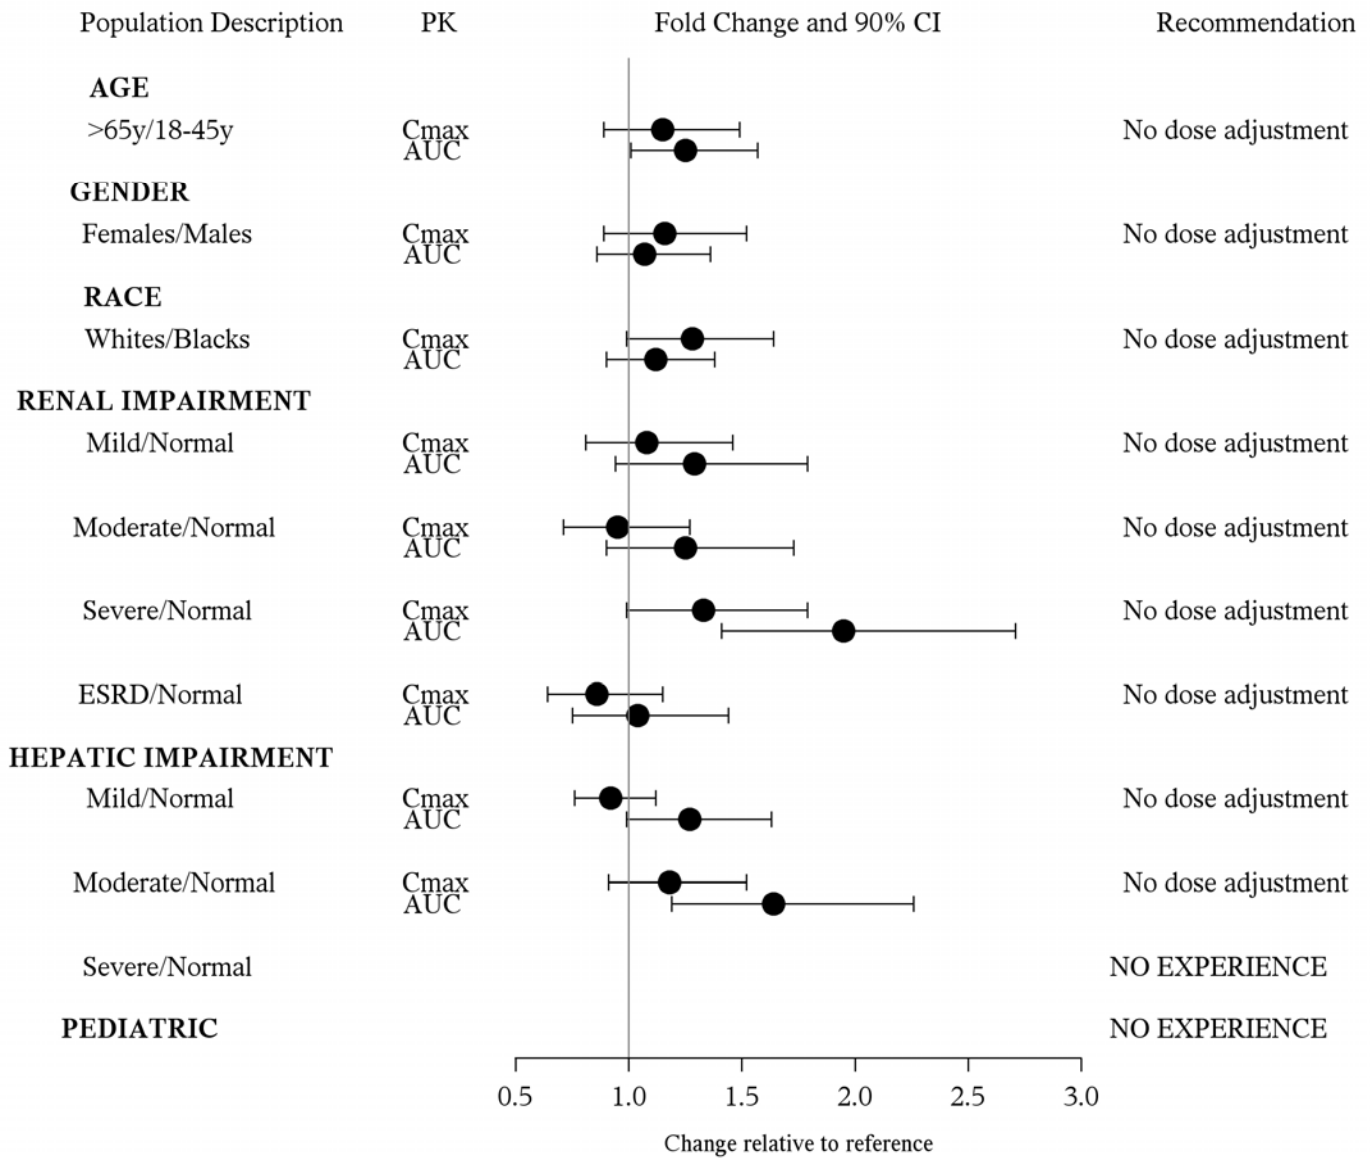 Population Description PK Fold Change and 90% CI Recommendation
AGE
>65y/18-45y Cmax No dose adjustment
AUC
GENDER
Females/Males Cmax No dose adjustment
AUC
RACE
Whites/Blacks Cmax No dose adjustment
AUC
RENAL IMPAIRMENT
Mild/Normal Cmax No dose adjustment
AUC
Moderate/Normal Cmax No dose adjustment
AUC
Severe/Normal Cmax No dose adjustment
AUC
ESRD/Normal Cmax No dose adjustment
AUC
HEPATIC IMPAIRMENT
Mild/Normal Cmax No dose adjustment
AUC
Moderate/Normal Cmax No dose adjustment
AUC
Severe/Normal NO EXPERIENCE
PEDIATRIC NO EXPERIENCE
0.5 1.0 1.5 2.0 2.5 3.0
Change relative to reference